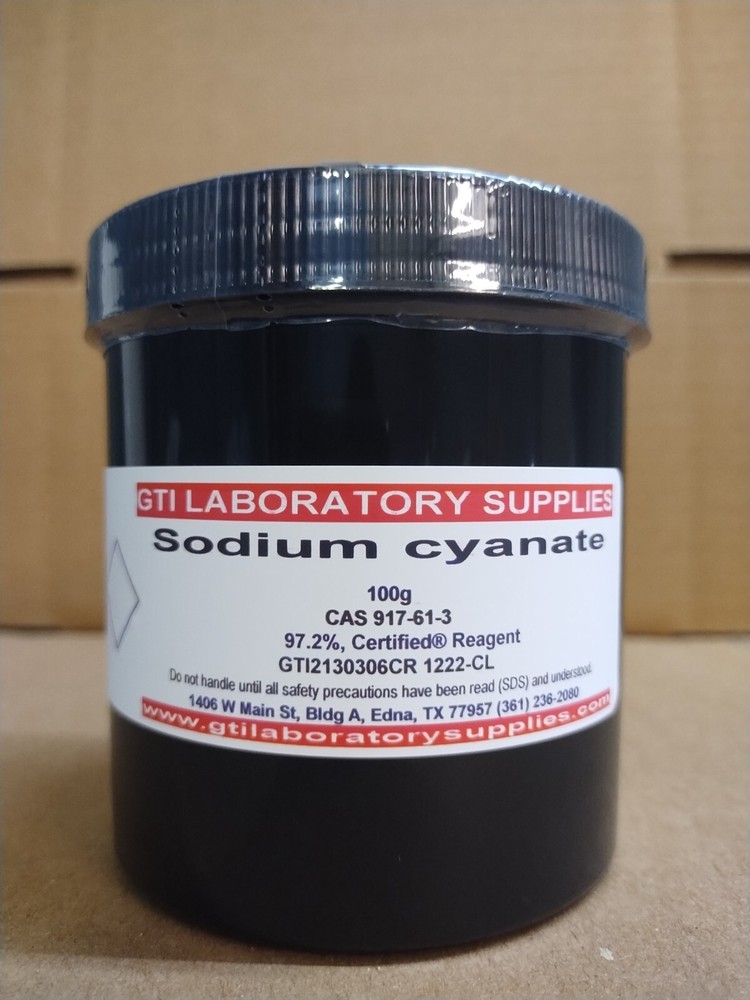 GTI LABORATORY SUPPLIES
Sodium cyanate
100g
CAS 917-61-3
97.2%, Certified® Reagent
GTI2130306CR 1222-CL
Do not handle until all safety precautions have been read (SDS) and understood.
1406 W Main St, Bldg A, Edna, TX 77957 (361) 236-2080
www.gtilaboratorysupplies.com